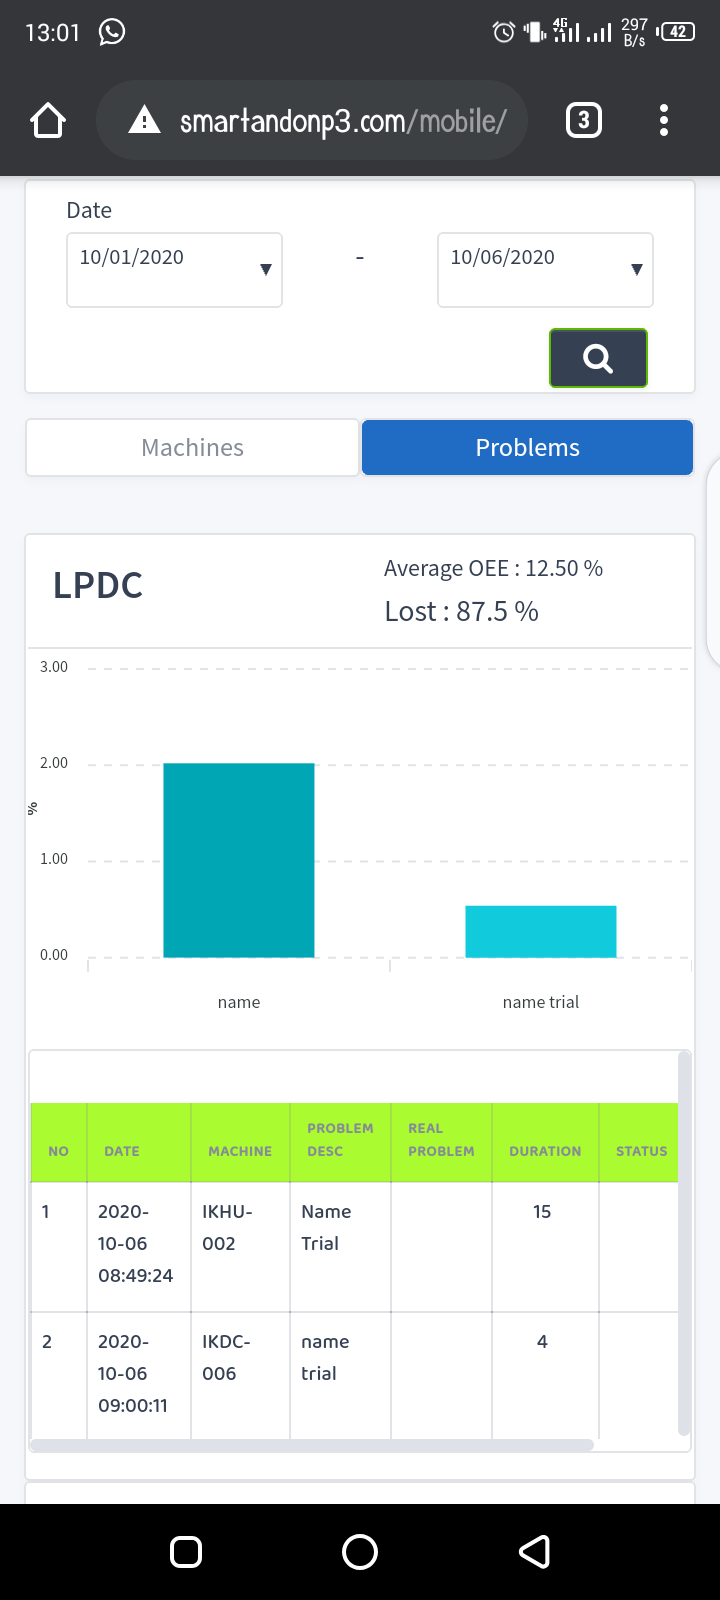 13:01 4G 297 B/s 42
smartandonp3.com/mobile/ 3
Date
10/01/2020 ▼ - 10/06/2020 ▼
Machines Problems
LPDC
Average OEE : 12.50 %
Lost : 87.5 %
3.00
2.00
%
1.00
0.00
name name trial
NO DATE MACHINE PROBLEM DESC REAL PROBLEM DURATION STATUS
1 2020-10-06 08:49:24 IKHU-002 Name Trial 15
2 2020-10-06 09:00:11 IKDC-006 name trial 4